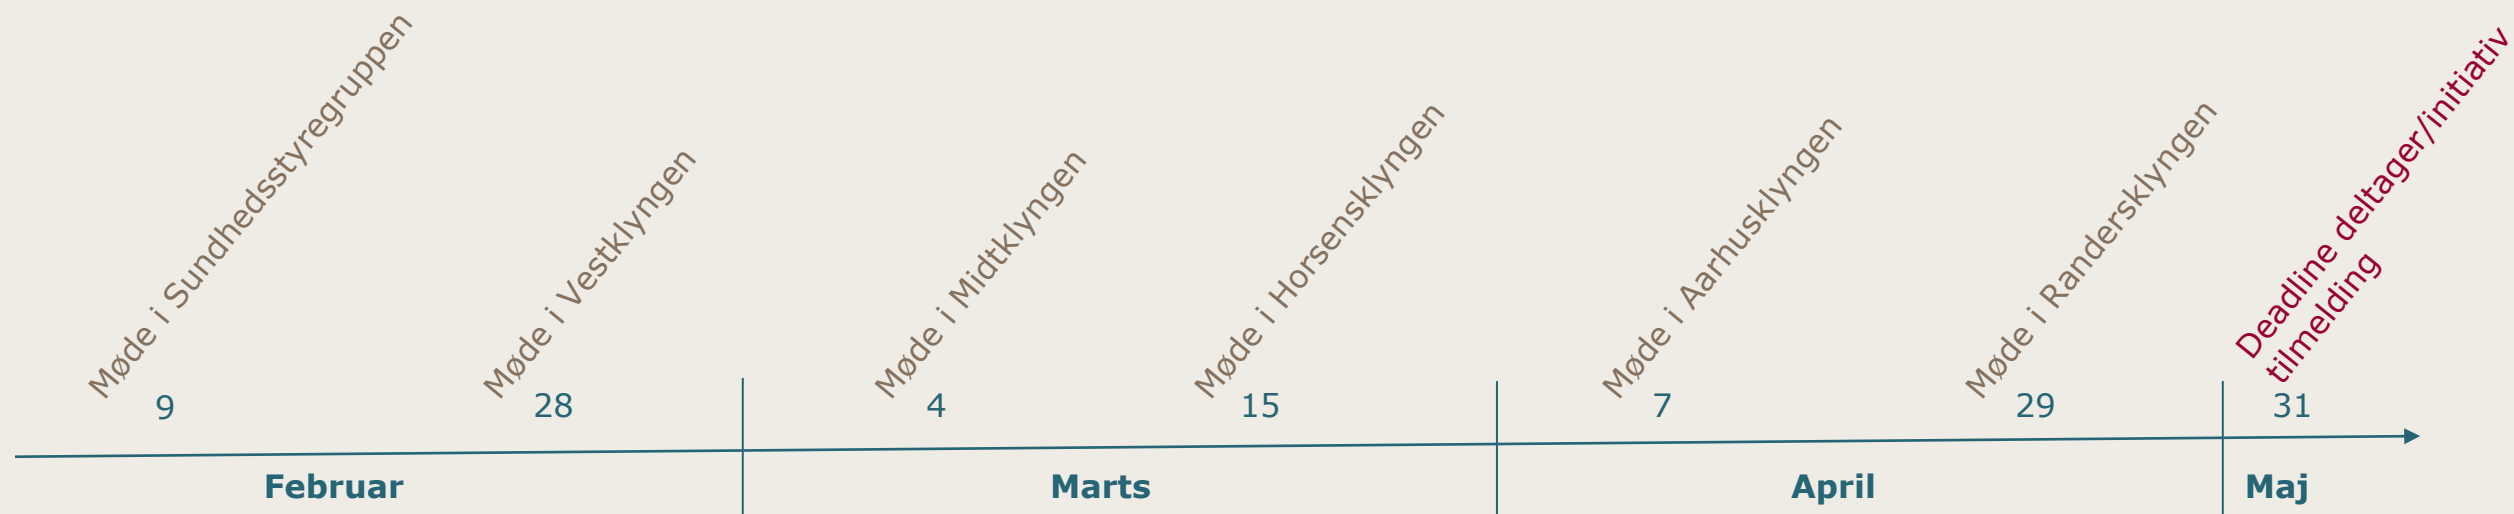 Møde i Sundhedsstyregruppen
Møde i Vestklyngen
Møde i Midtklyngen
Møde i Horsensklyngen
Møde i Aarhusklyngen
Møde i Randersklyngen
Deadline deltager/initiativ
tilmelding
9
28
4
15
7
29
31
Februar
Marts
April
Maj